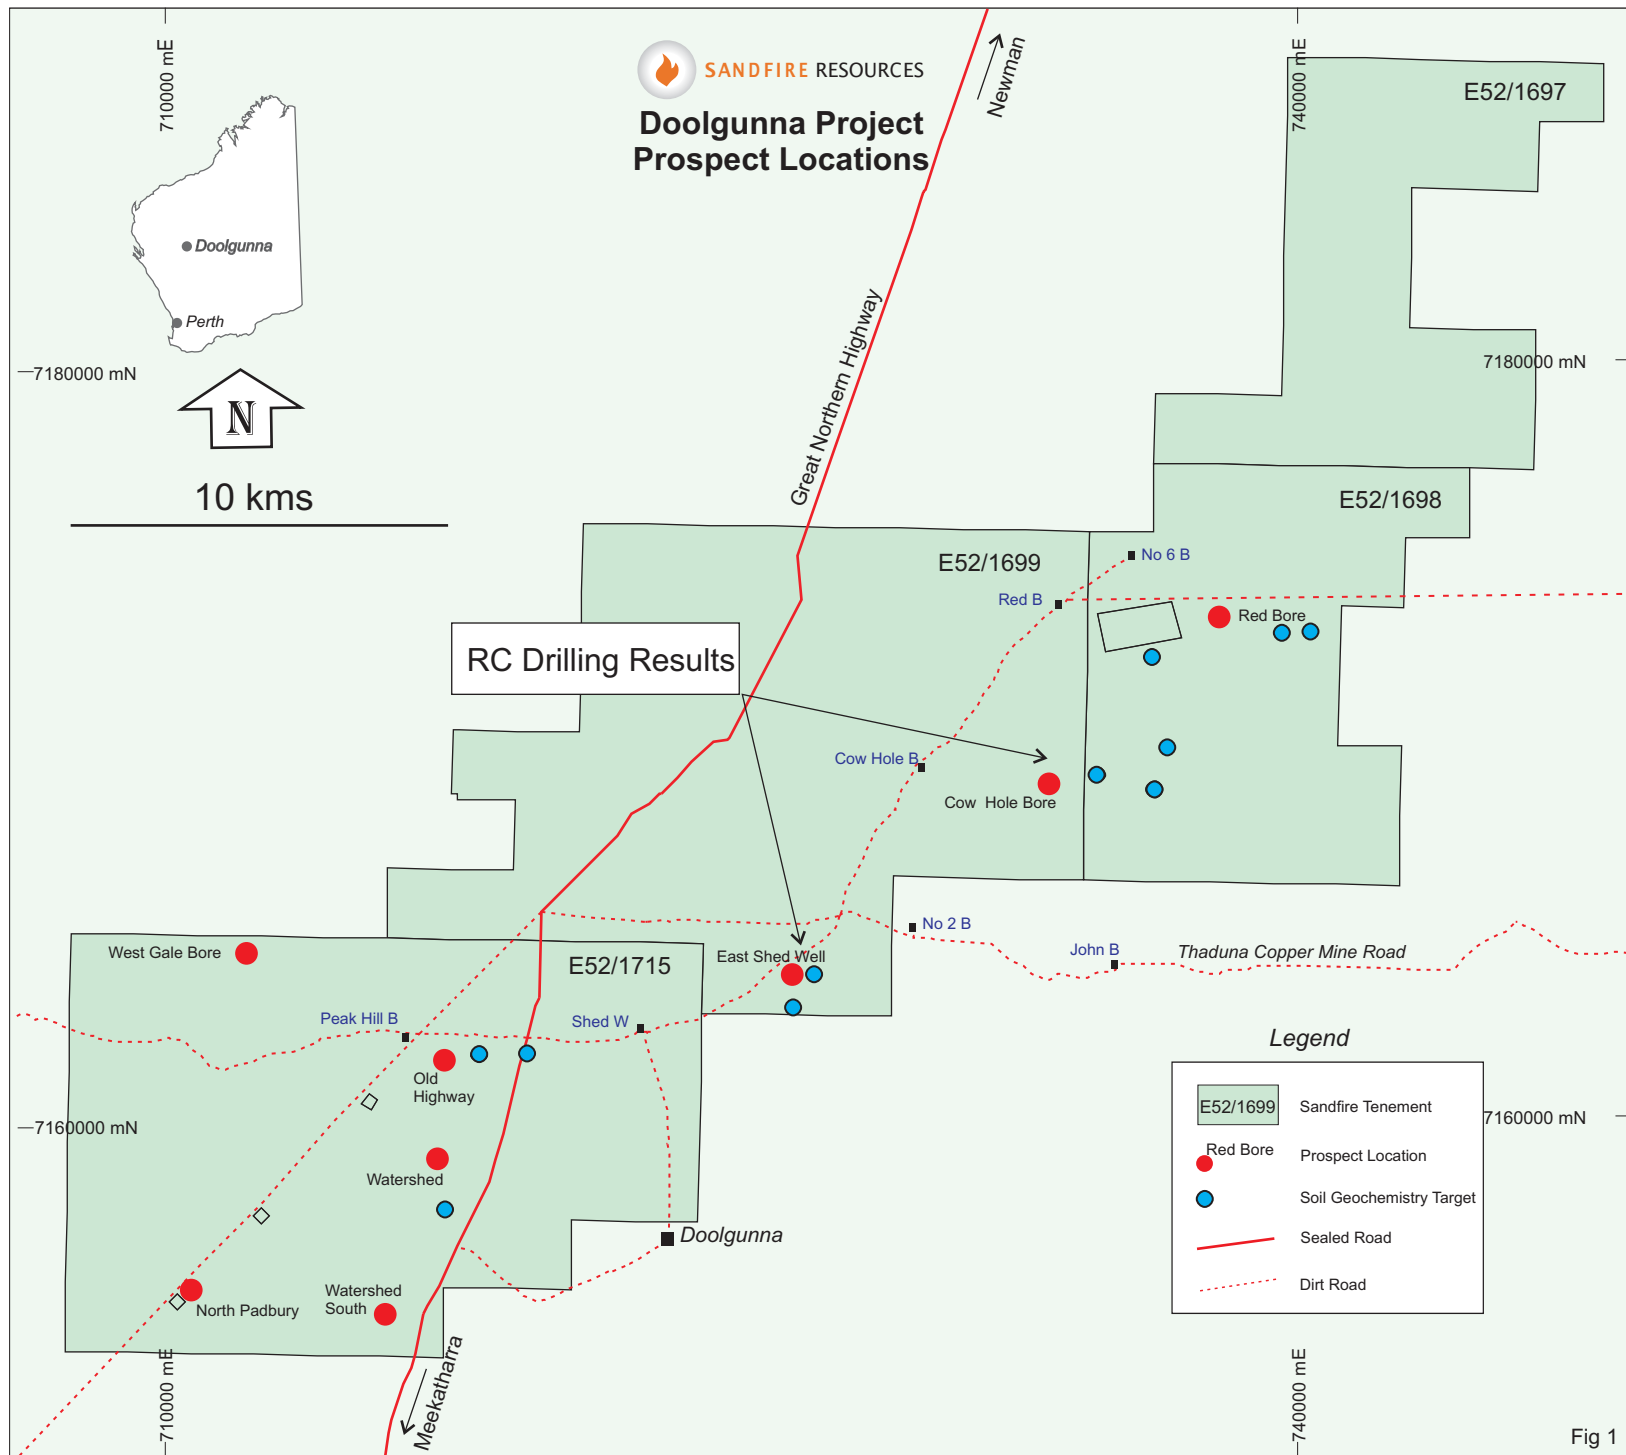 710000 mE
740000 mE
Newman
SANDFIRE RESOURCES
Doolgunna Project
Prospect Locations
E52/1697
Doolgunna
Perth
7180000 mN
7180000 mN
N
10 kms
Great Northern Highway
E52/1698
E52/1699
No 6 B
Red B
Red Bore
RC Drilling Results
Cow Hole B
Cow Hole Bore
West Gale Bore
E52/1715
East Shed Well
No 2 B
John B
Thaduna Copper Mine Road
Peak Hill B
Shed W
Old
Highway
7160000 mN
7160000 mN
Watershed
Doolgunna
North Padbury
Watershed
South
Legend
E52/1699 Sandfire Tenement
Red Bore
Prospect Location
Soil Geochemistry Target
Sealed Road
Dirt Road
710000 mE
Meekatharra
740000 mE
Fig 1